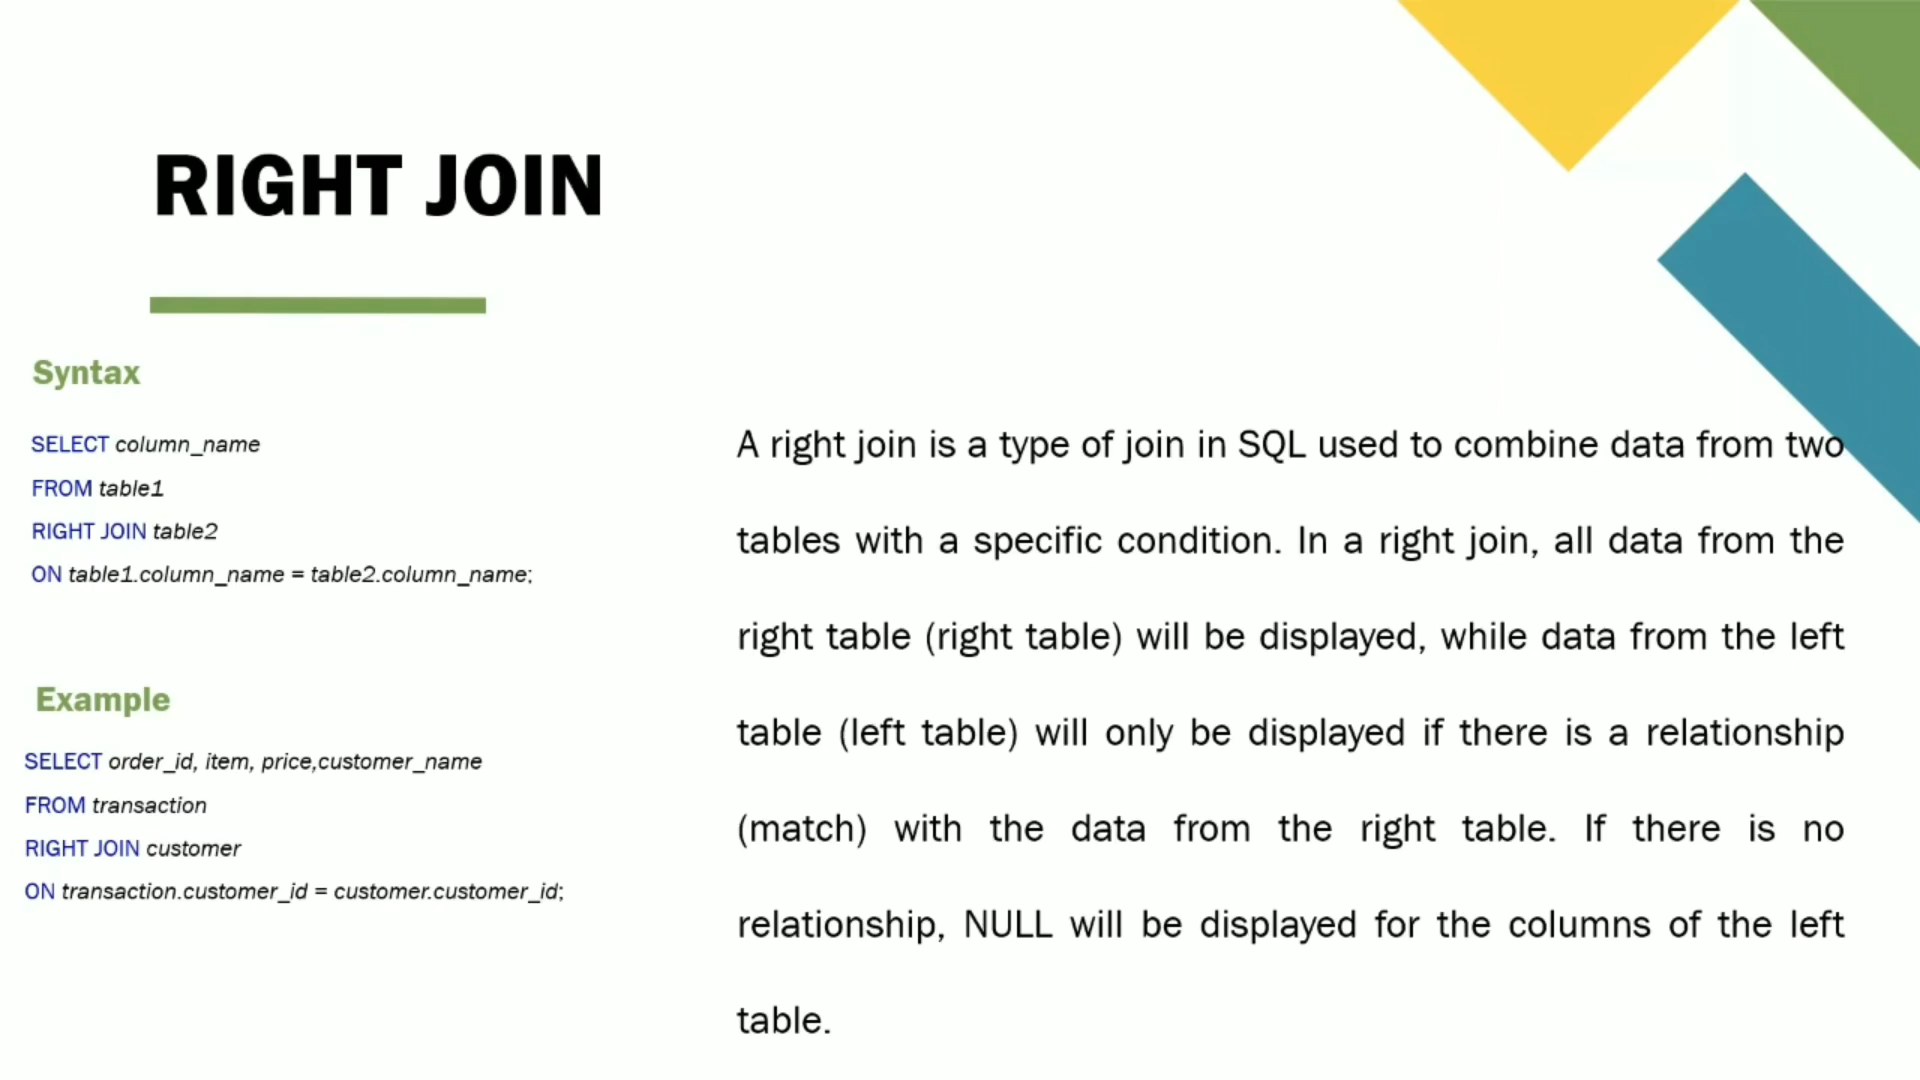 RIGHT JOIN
Syntax
SELECT column_name
FROM table1
RIGHT JOIN table2
ON table1.column_name = table2.column_name;
Example
SELECT order_id, item, price,customer_name
FROM transaction
RIGHT JOIN customer
ON transaction.customer_id = customer.customer_id;
A right join is a type of join in SQL used to combine data from two
tables with a specific condition. In a right join, all data from the
right table (right table) will be displayed, while data from the left
table (left table) will only be displayed if there is a relationship
(match) with the data from the right table. If there is no
relationship, NULL will be displayed for the columns of the left
table.